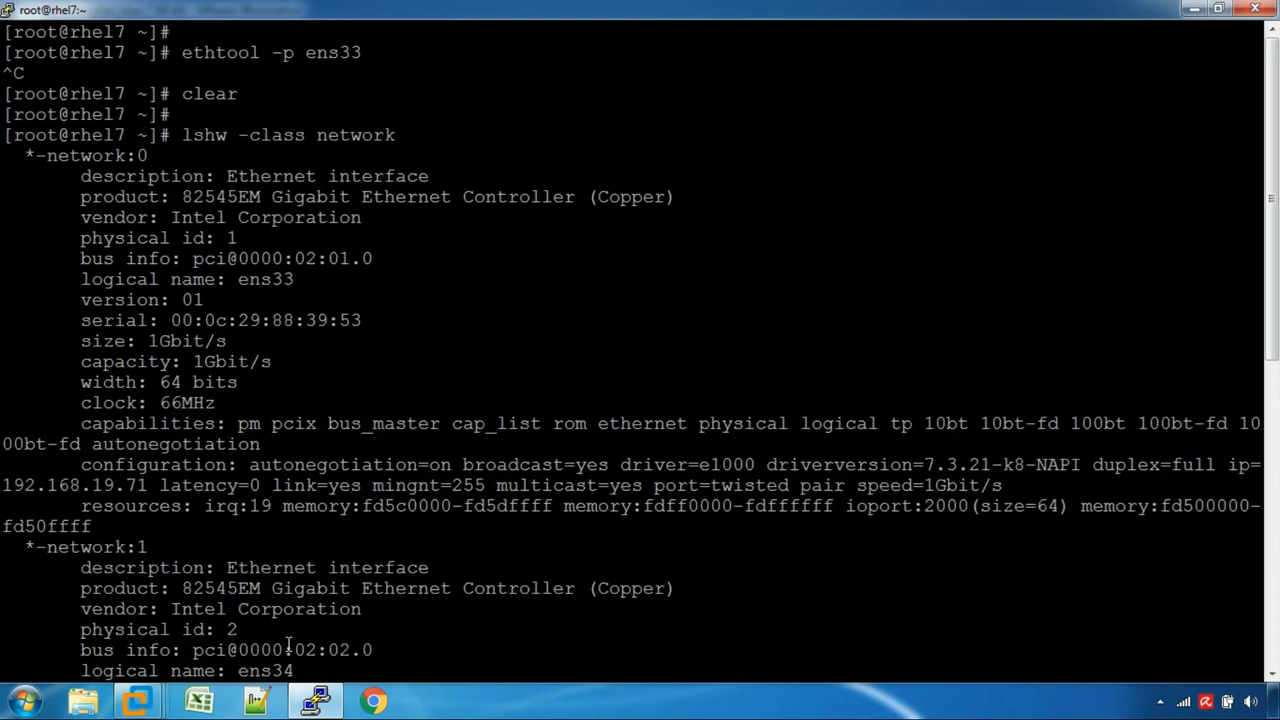 root@rhel7:~
[root@rhel7 ~]#
[root@rhel7 ~]# ethtool -p ens33
^C
[root@rhel7 ~]# clear
[root@rhel7 ~]#
[root@rhel7 ~]# lshw -class network
*-network:0
description: Ethernet interface
product: 82545EM Gigabit Ethernet Controller (Copper)
vendor: Intel Corporation
physical id: 1
bus info: pci@0000:02:01.0
logical name: ens33
version: 01
serial: 00:0c:29:88:39:53
size: 1Gbit/s
capacity: 1Gbit/s
width: 64 bits
clock: 66MHz
capabilities: pm pcix bus_master cap_list rom ethernet physical logical tp 10bt 10bt-fd 100bt 100bt-fd 10
00bt-fd autonegotiation
configuration: autonegotiation=on broadcast=yes driver=e1000 driverversion=7.3.21-k8-NAPI duplex=full ip=
192.168.19.71 latency=0 link=yes mingnt=255 multicast=yes port=twisted pair speed=1Gbit/s
resources: irq:19 memory:fd5c0000-fd5dffff memory:fdff0000-fdffffff ioport:2000(size=64) memory:fd500000-
fd50ffff
*-network:1
description: Ethernet interface
product: 82545EM Gigabit Ethernet Controller (Copper)
vendor: Intel Corporation
physical id: 2
bus info: pci@0000:02:02.0
logical name: ens34